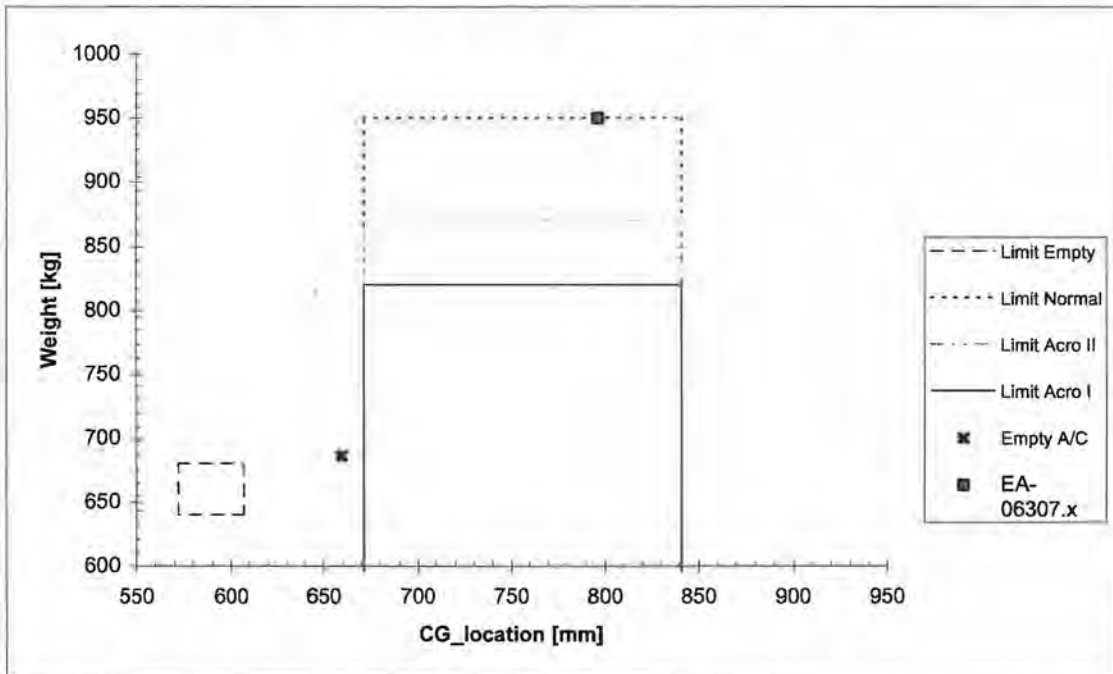 1000
950
900
850
800
750
700
650
600
Weight [kg]
550 600 650 700 750 800 850 900 950
CG_location [mm]
Limit Empty
Limit Normal
Limit Acro II
Limit Acro I
Empty A/C
EA-
06307.x